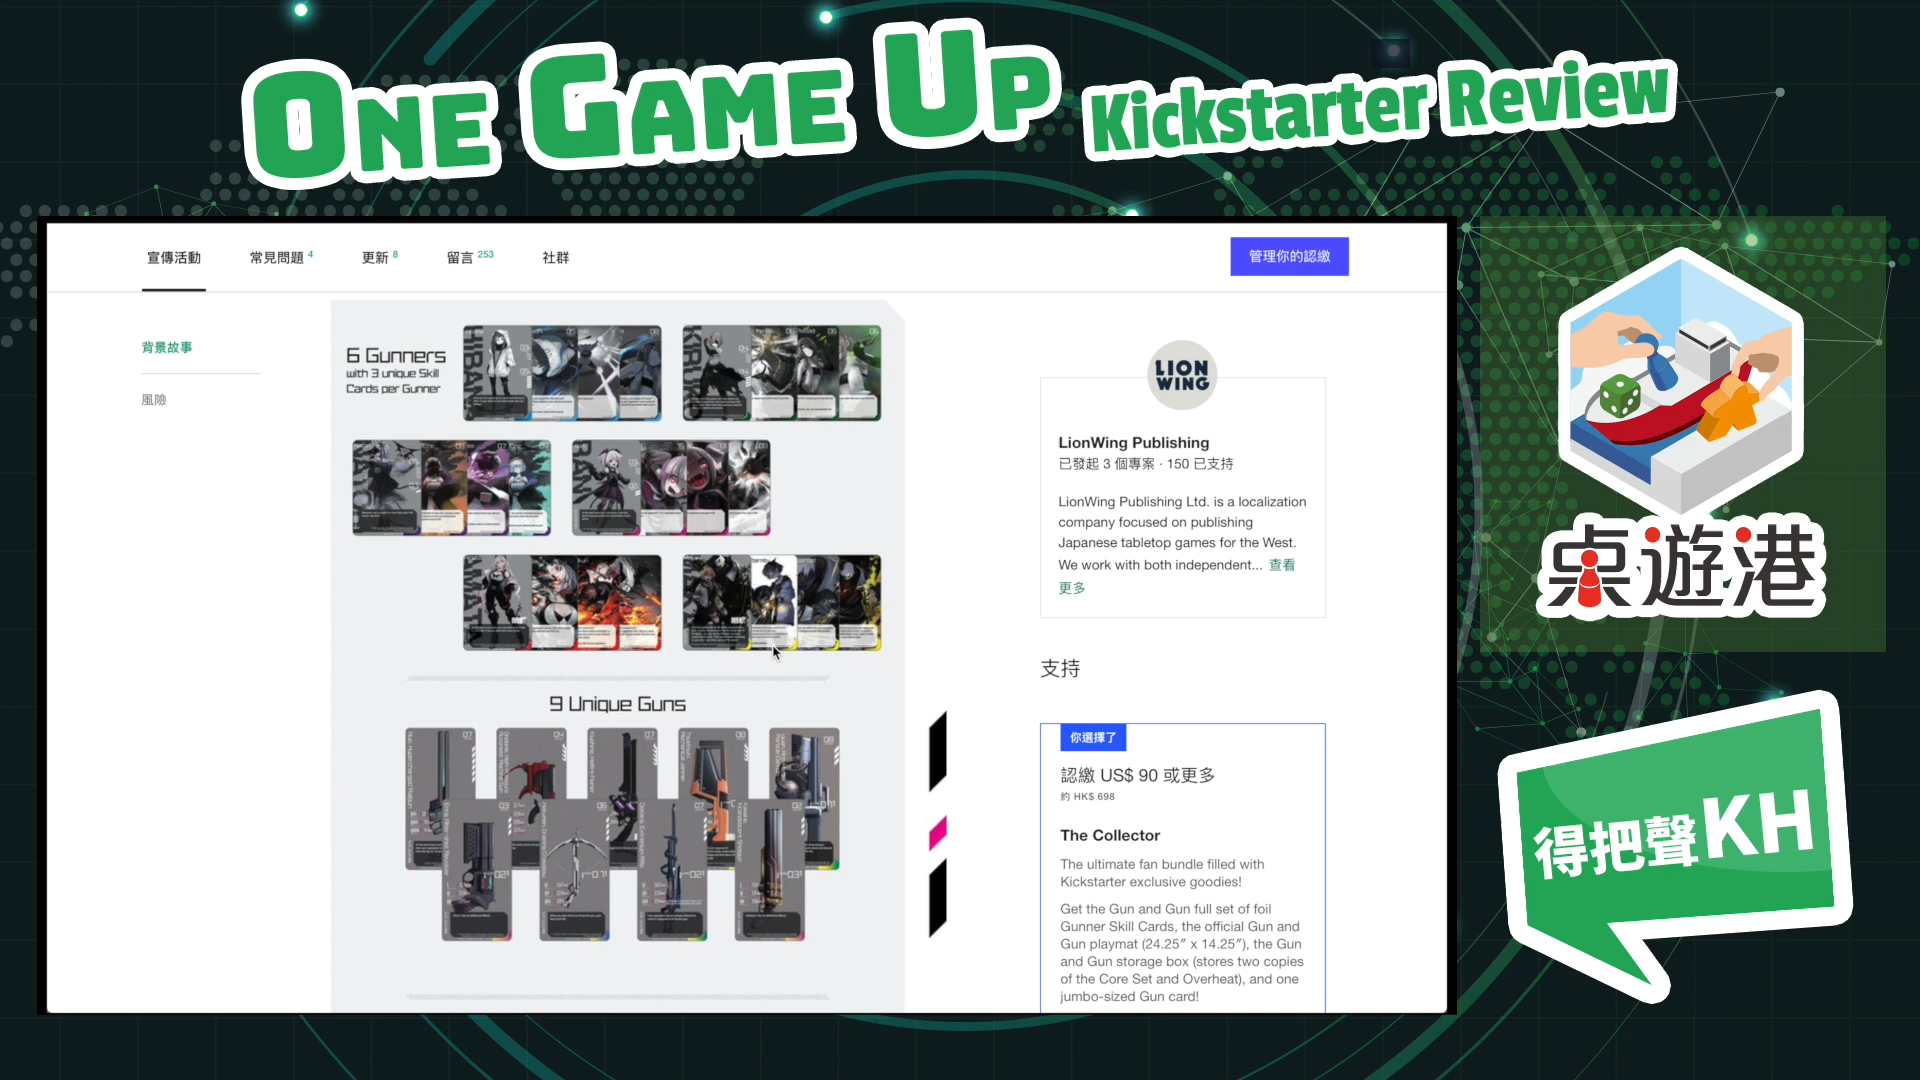 One Game Up Kickstarter Review
宣傳活動
常見問題 4
更新 8
留言 253
社群
管理你的認繳
背景故事
風險
6 Gunners
with 3 unique Skill
Cards per Gunner
9 Unique Guns
LION
WING
LionWing Publishing
已發起 3 個專案 · 150 已支持
LionWing Publishing Ltd. is a localization
company focused on publishing
Japanese tabletop games for the West.
We work with both independent... 查看
更多
支持
你選擇了
認繳 US$ 90 或更多
約 HK$ 698
The Collector
The ultimate fan bundle filled with
Kickstarter exclusive goodies!
Get the Gun and Gun full set of foil
Gunner Skill Cards, the official Gun and
Gun playmat (24.25″ x 14.25″), the Gun
and Gun storage box (stores two copies
of the Core Set and Overheat), and one
jumbo-sized Gun card!
桌遊港
得把聲KH